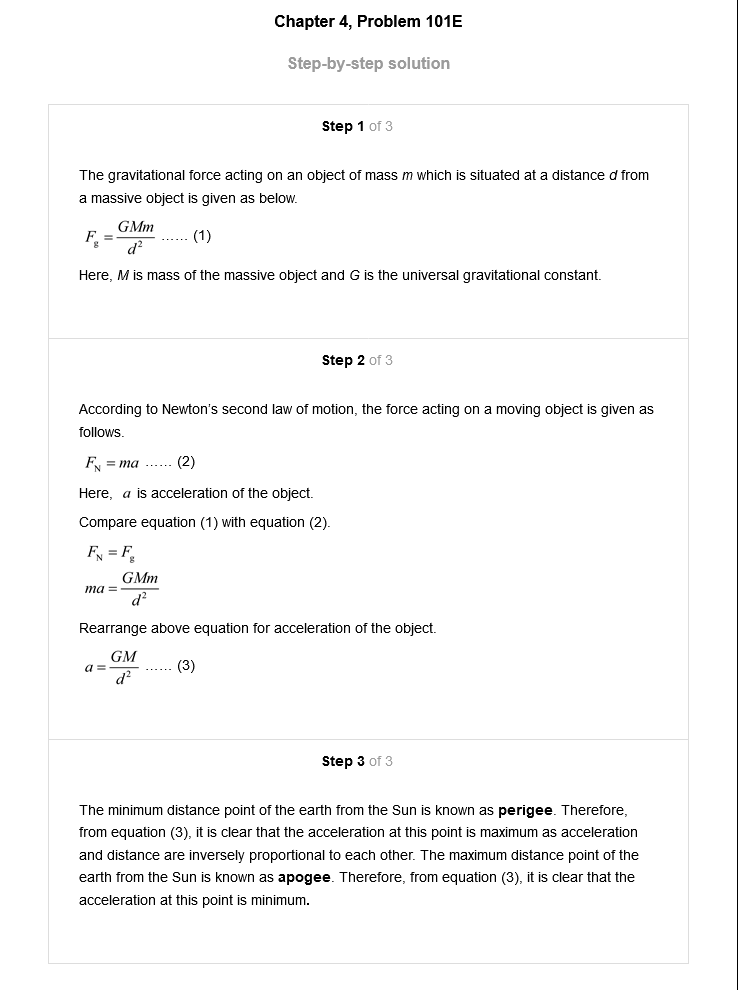 Chapter 4, Problem 101E
Step-by-step solution
Step 1 of 3
The gravitational force acting on an object of mass m which is situated at a distance d from
a massive object is given as below.
F_g = GMm/d² ...... (1)
Here, M is mass of the massive object and G is the universal gravitational constant.
Step 2 of 3
According to Newton's second law of motion, the force acting on a moving object is given as
follows.
F_N = ma ...... (2)
Here, a is acceleration of the object.
Compare equation (1) with equation (2).
F_N = F_g
ma = GMm/d²
Rearrange above equation for acceleration of the object.
a = GM/d² ...... (3)
Step 3 of 3
The minimum distance point of the earth from the Sun is known as perigee. Therefore,
from equation (3), it is clear that the acceleration at this point is maximum as acceleration
and distance are inversely proportional to each other. The maximum distance point of the
earth from the Sun is known as apogee. Therefore, from equation (3), it is clear that the
acceleration at this point is minimum.